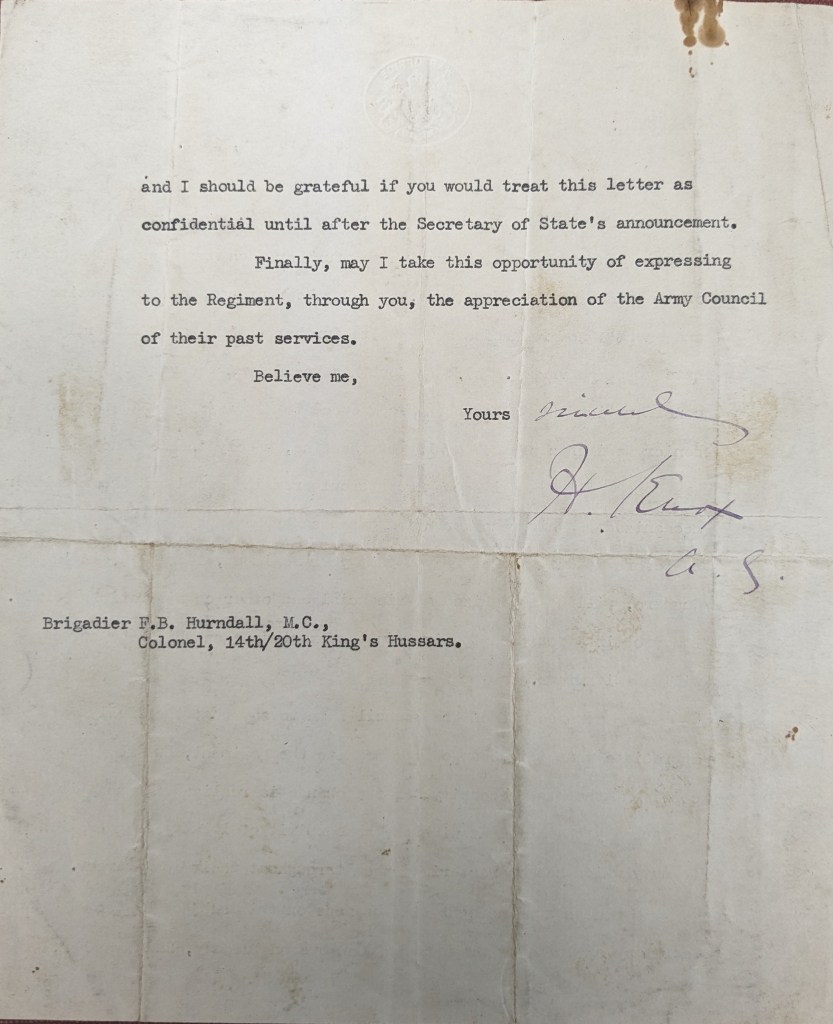 and I should be grateful if you would treat this letter as
confidential until after the Secretary of State's announcement.
Finally, may I take this opportunity of expressing
to the Regiment, through you, the appreciation of the Army Council
of their past services.
Believe me,
Yours sincerely
H. Knox
A. G.
Brigadier F.B. Hurndall, M.C.,
Colonel, 14th/20th King's Hussars.